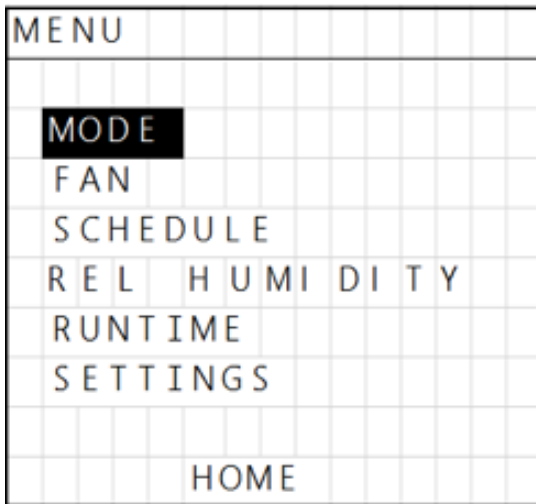 MENU
MODE
FAN
SCHEDULE
REL HUMIDITY
RUNTIME
SETTINGS
HOME